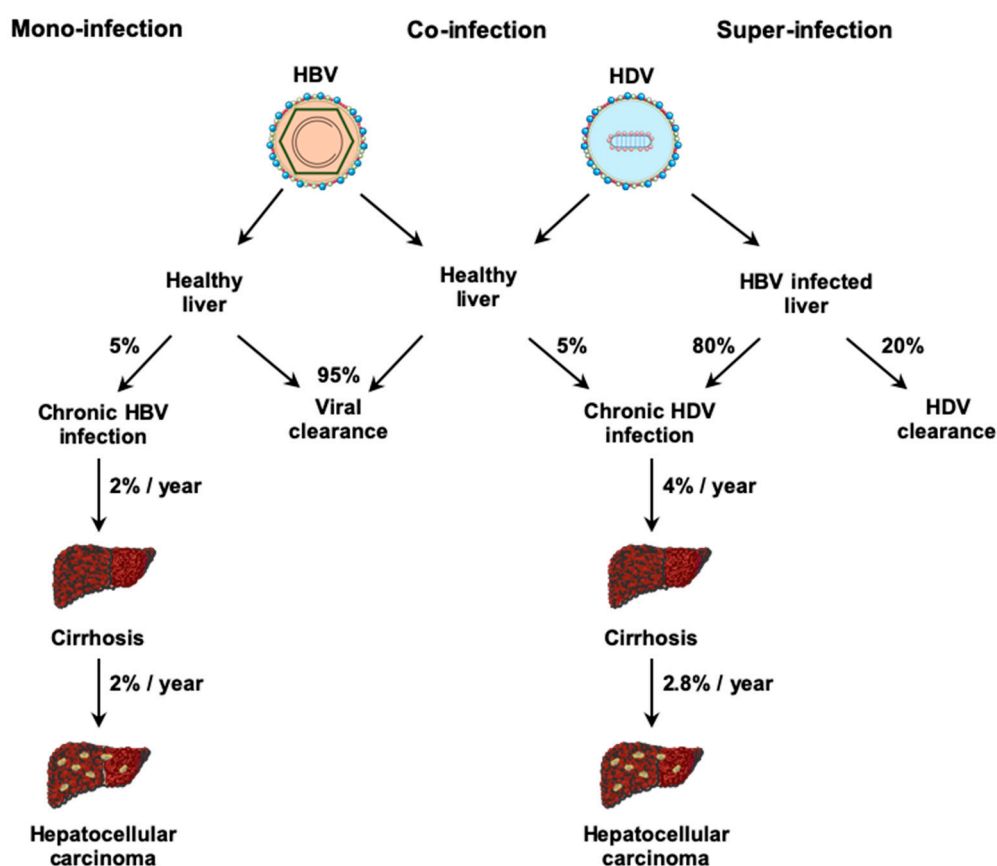 Mono-infection
Co-infection
Super-infection
HBV
HDV
Healthy
liver
Healthy
liver
HBV infected
liver
5%
95%
5%
80%
20%
Chronic HBV
infection
Viral
clearance
Chronic HDV
infection
HDV
clearance
2% / year
4% / year
Cirrhosis
Cirrhosis
2% / year
2.8% / year
Hepatocellular
carcinoma
Hepatocellular
carcinoma